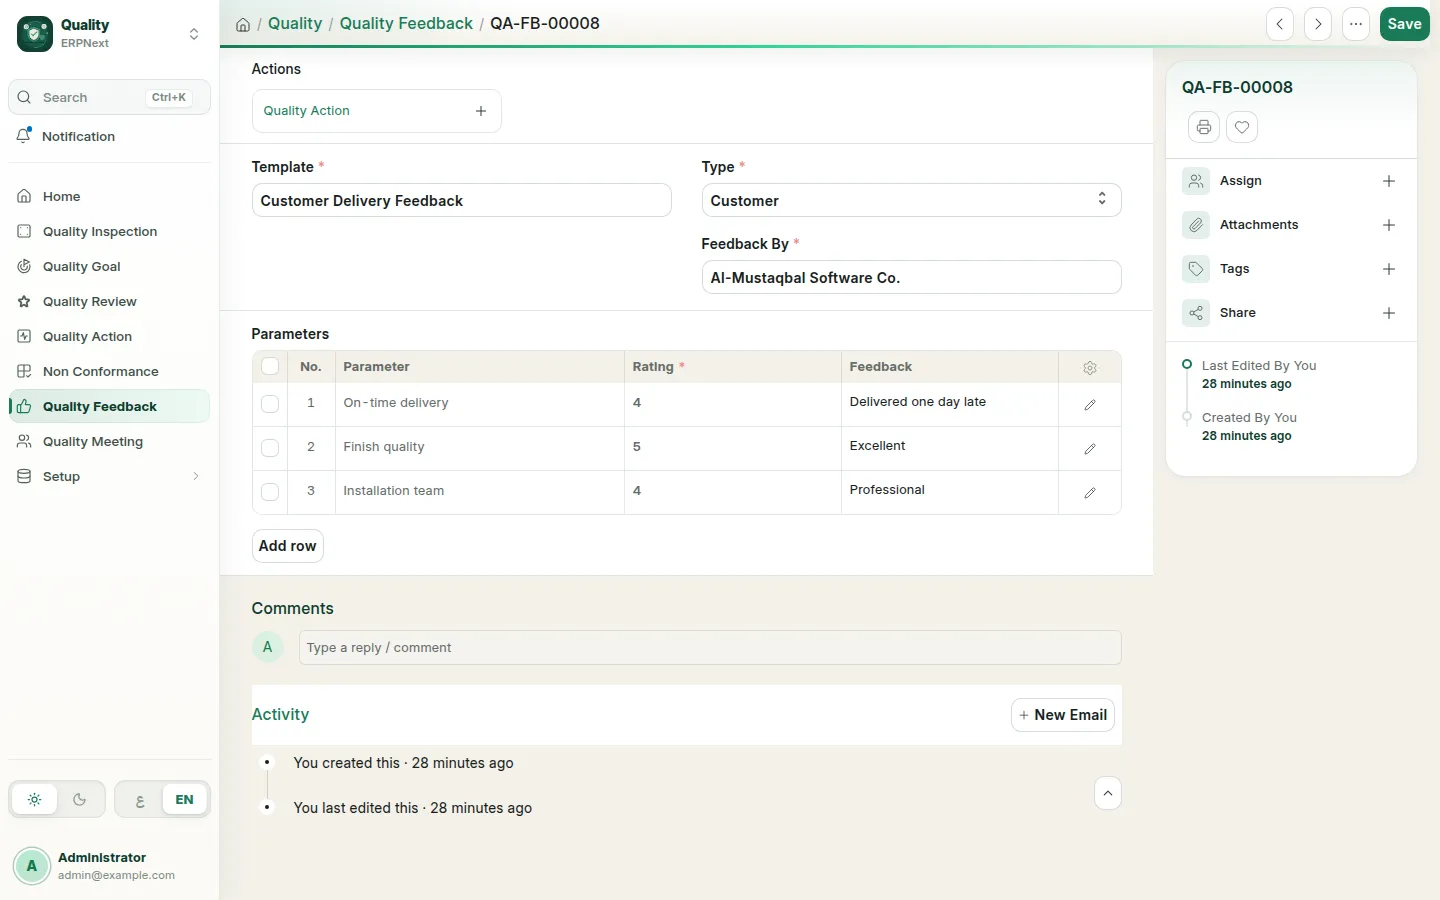 Quality
ERPNext
Search Ctrl+K
Notification
Home
Quality Inspection
Quality Goal
Quality Review
Quality Action
Non Conformance
Quality Feedback
Quality Meeting
Setup
ع EN
A
Administrator
admin@example.com
/ Quality / Quality Feedback / QA-FB-00008
Save
Actions
Quality Action
Template * Type *
Customer Delivery Feedback Customer
Feedback By *
Al-Mustaqbal Software Co.
Parameters
No. Parameter Rating * Feedback
1 On-time delivery 4 Delivered one day late
2 Finish quality 5 Excellent
3 Installation team 4 Professional
Add row
Comments
A Type a reply / comment
Activity
New Email
You created this · 28 minutes ago
You last edited this · 28 minutes ago
QA-FB-00008
Assign
Attachments
Tags
Share
Last Edited By You
28 minutes ago
Created By You
28 minutes ago